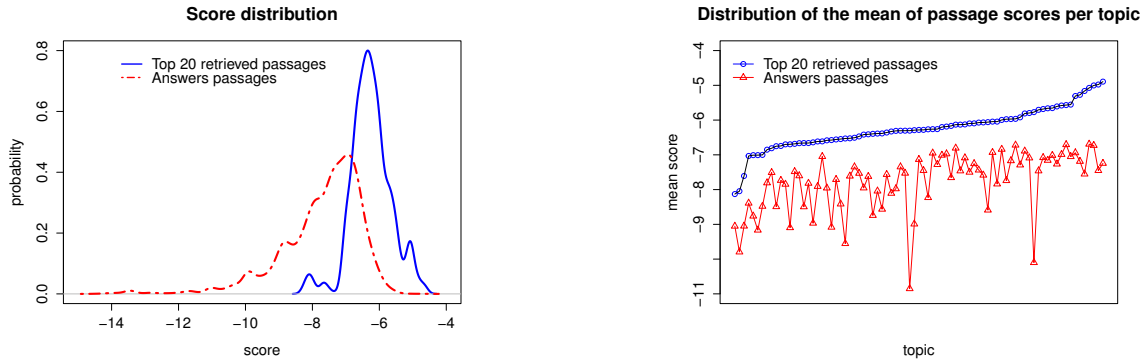 Score distribution
Top 20 retrieved passages
Answers passages
probability
0.8
0.6
0.4
0.2
0.0
−14 −12 −10 −8 −6 −4
score
Distribution of the mean of passage scores per topic
Top 20 retrieved passages
Answers passages
mean score
−4
−5
−6
−7
−8
−9
−11
topic